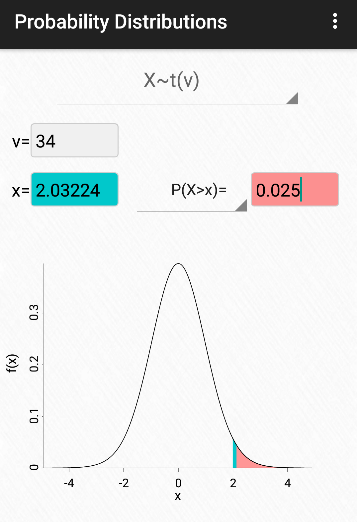 Probability Distributions
X~t(v)
v= 34
x= 2.03224 P(X>x)= 0.025
0.3
0.2
0.1
0
f(x)
-4 -2 0 2 4
x